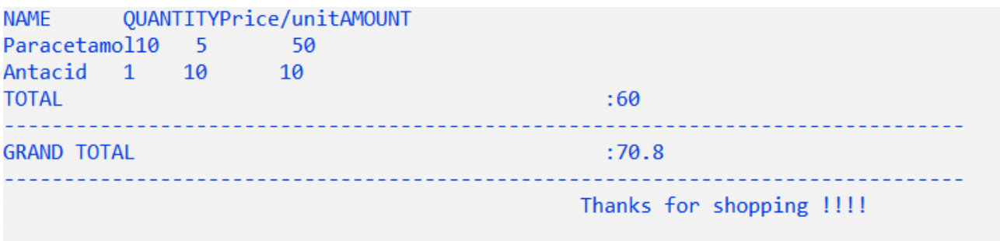 NAME      QUANTITYPrice/unitAMOUNT
Paracetamol10   5       50
Antacid   1    10      10
TOTAL                                             :60
--------------------------------------------------------------------------------
GRAND TOTAL                                       :70.8
--------------------------------------------------------------------------------
                                                Thanks for shopping !!!!